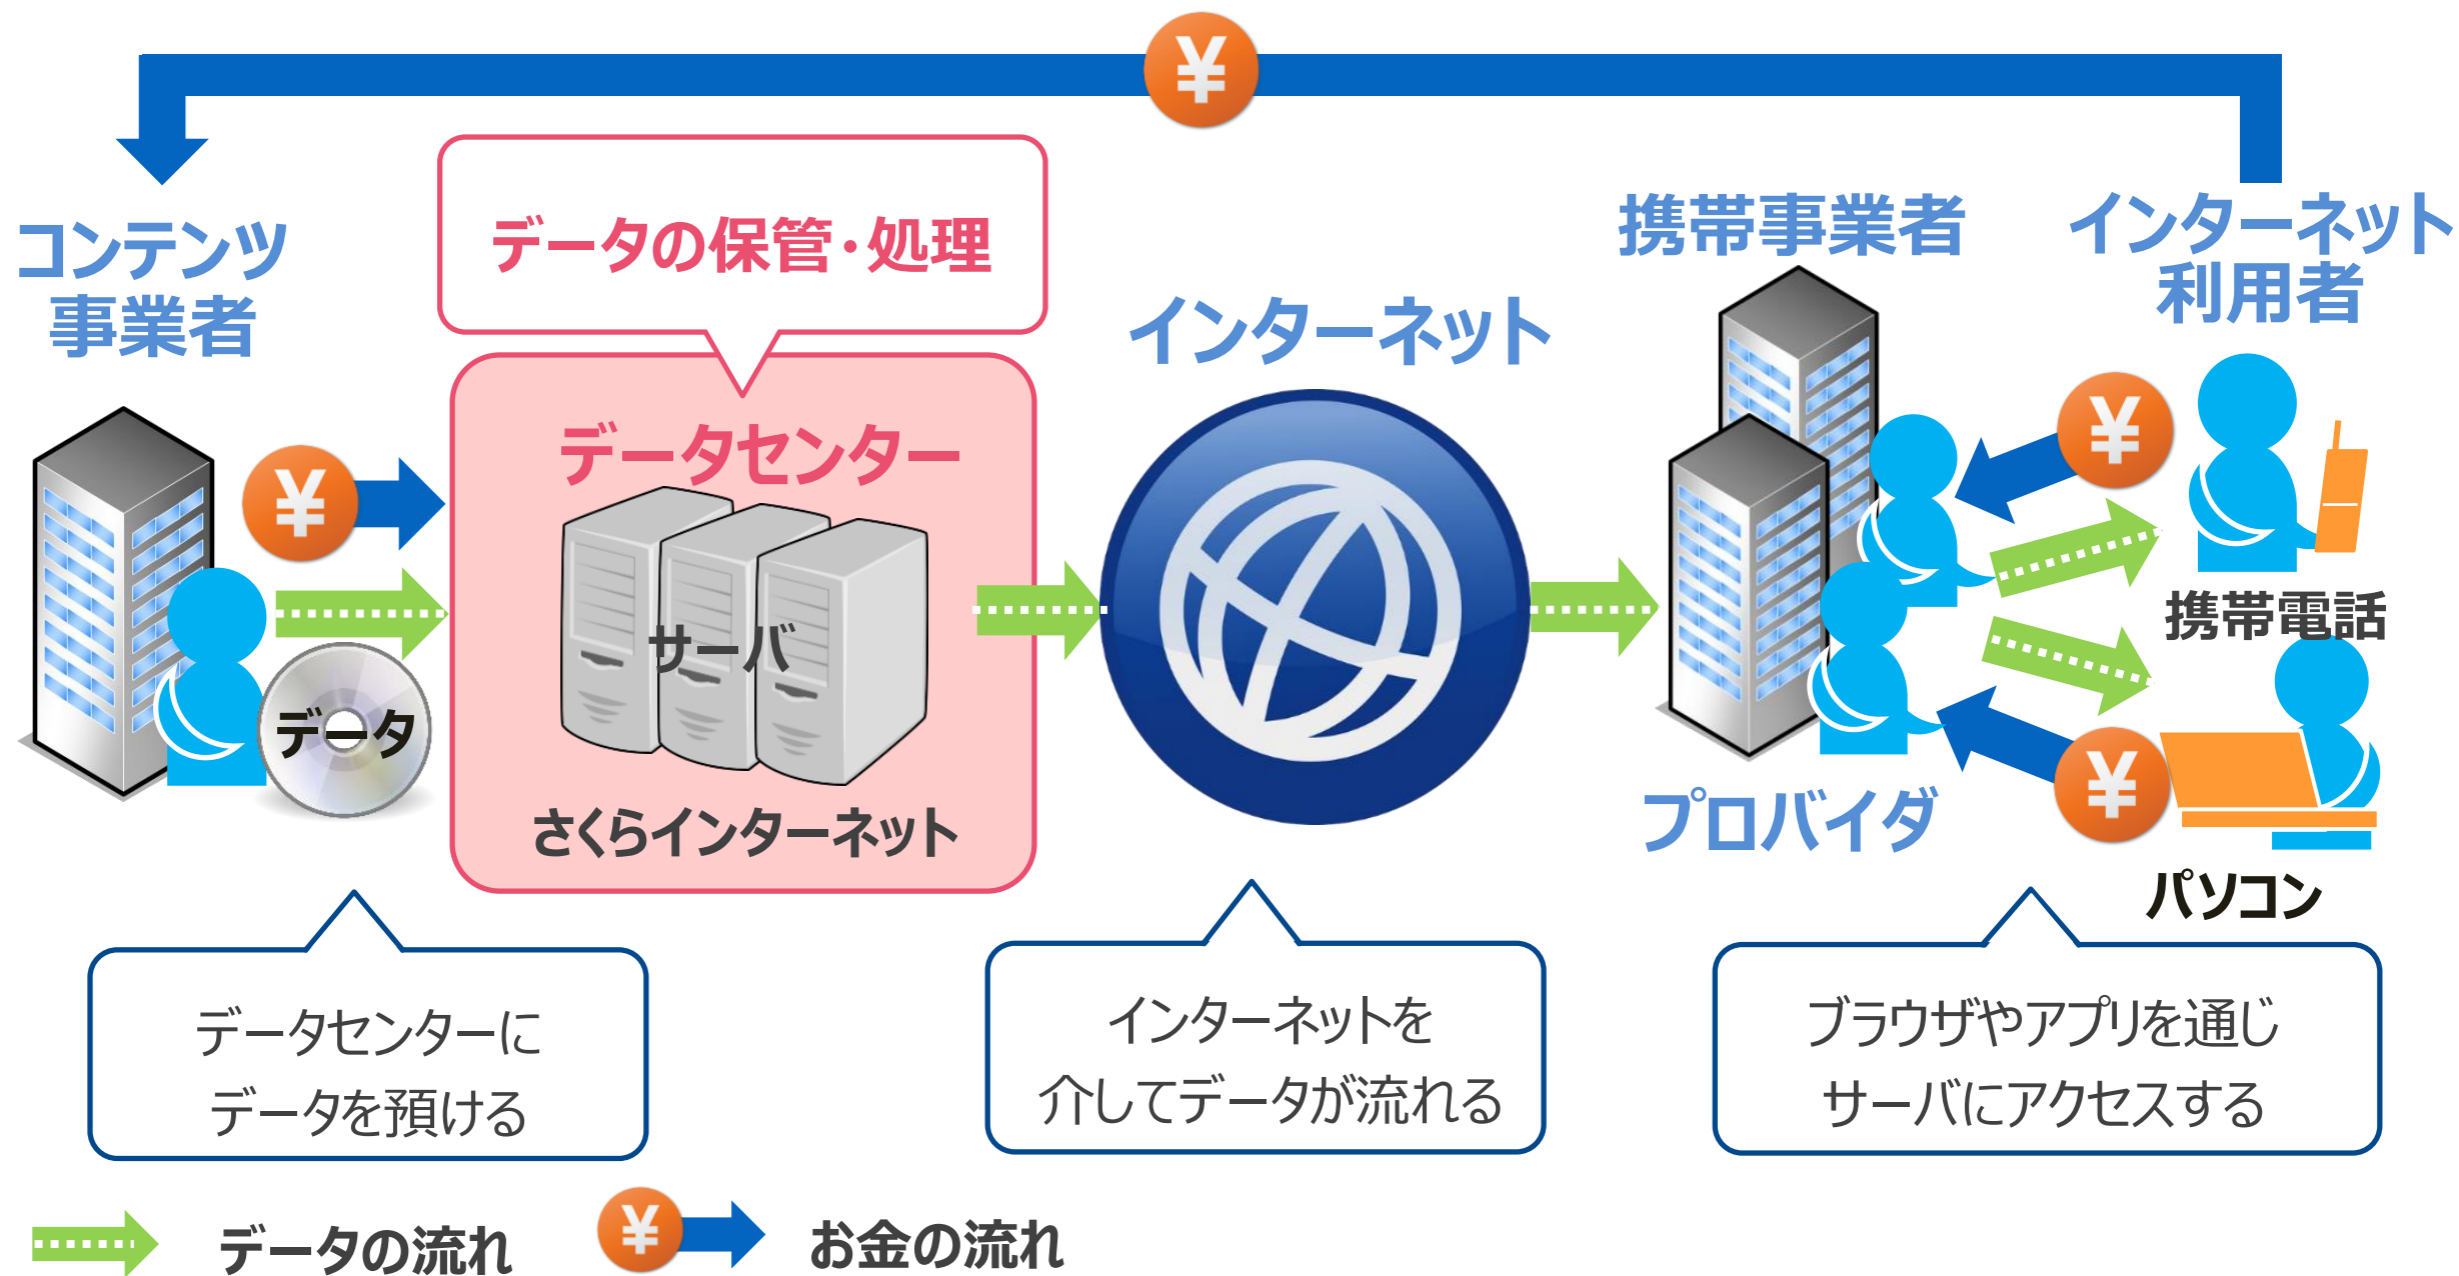 ¥
コンテンツ
事業者
データの保管・処理
携帯事業者
インターネット
利用者
インターネット
データセンター
¥
¥
サーバ
携帯電話
データ
さくらインターネット
プロバイダ
¥
パソコン
データセンターに
データを預ける
インターネットを
介してデータが流れる
ブラウザやアプリを通じ
サーバにアクセスする
データの流れ
¥
お金の流れ